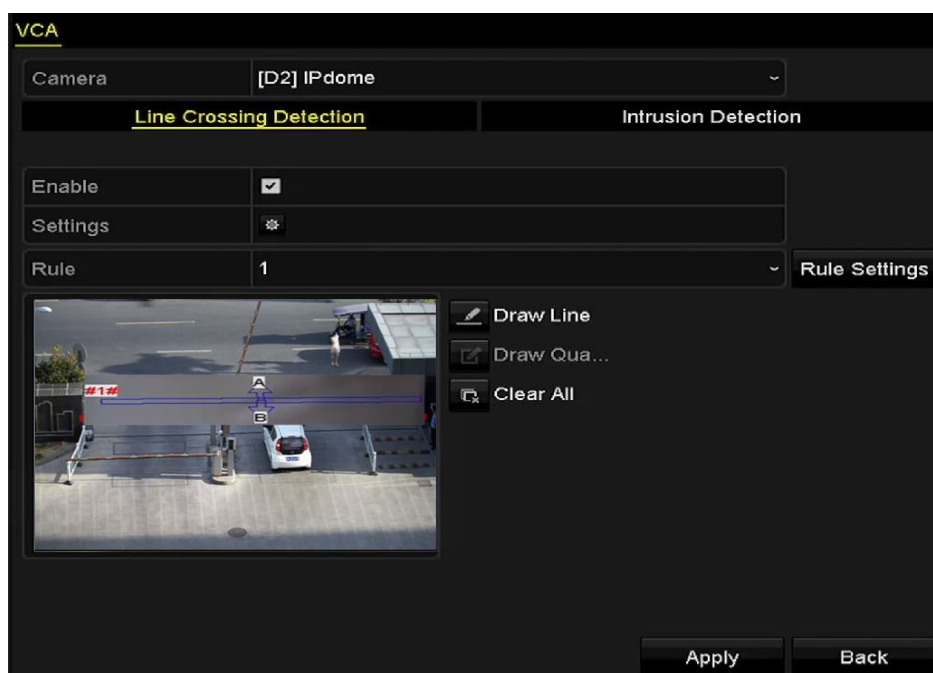 VCA
Camera [D2] IPdome
Line Crossing Detection Intrusion Detection
Enable
Settings
Rule 1 Rule Settings
Draw Line
Draw Qua...
Clear All
#1#
A
B
Apply Back